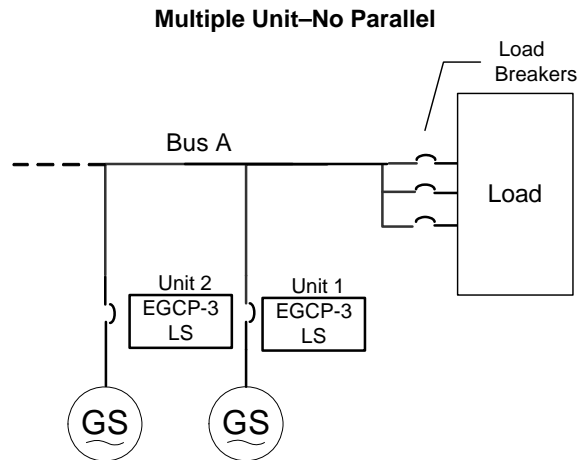 Multiple Unit–No Parallel
Load
Breakers
Bus A
Load
Unit 2
EGCP-3
LS
Unit 1
EGCP-3
LS
GS
GS